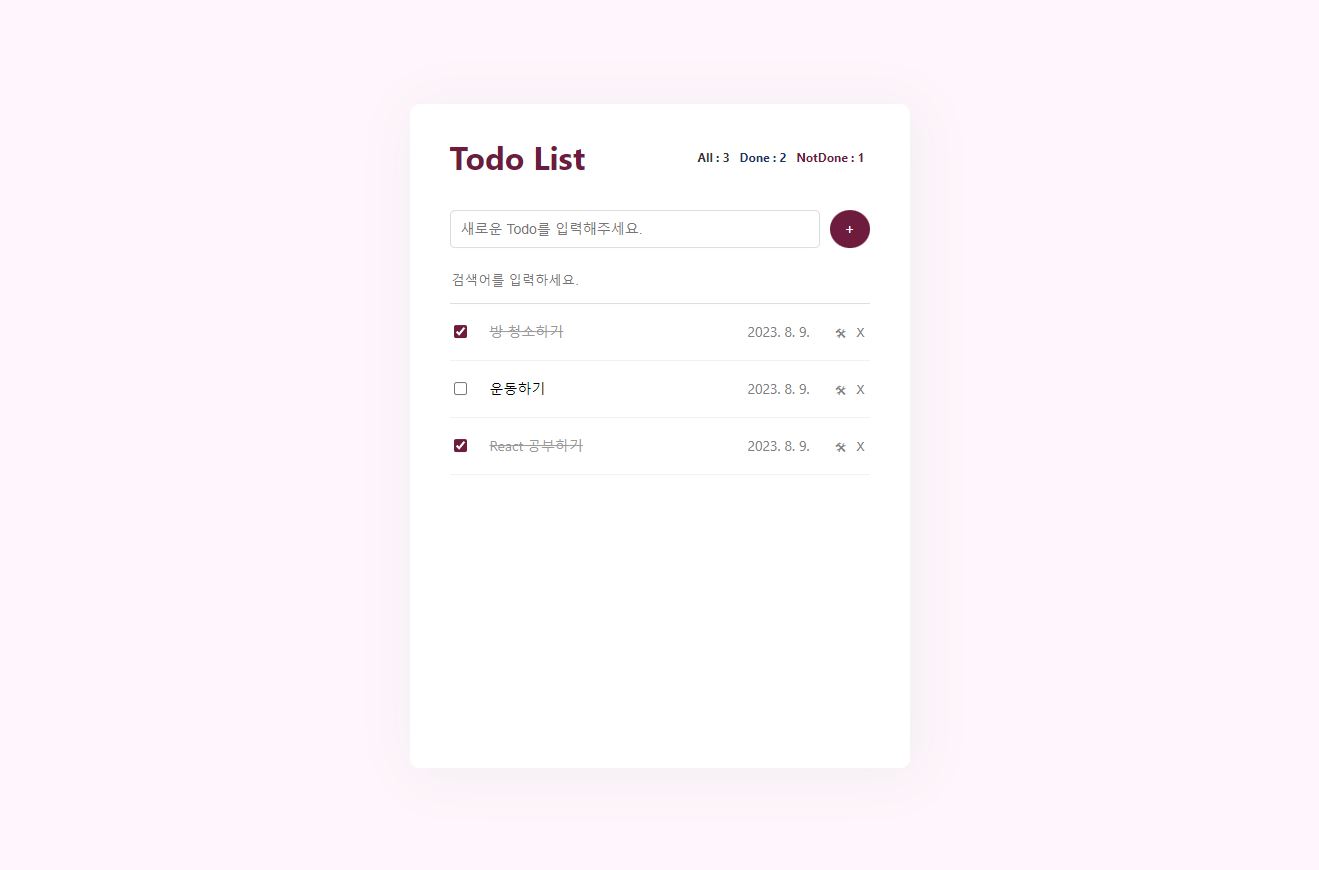 Todo List All : 3 Done : 2 NotDone : 1
새로운 Todo를 입력해주세요. +
검색어를 입력하세요.
방 청소하기 2023. 8. 9. 🛠 X
운동하기 2023. 8. 9. 🛠 X
React 공부하기 2023. 8. 9. 🛠 X